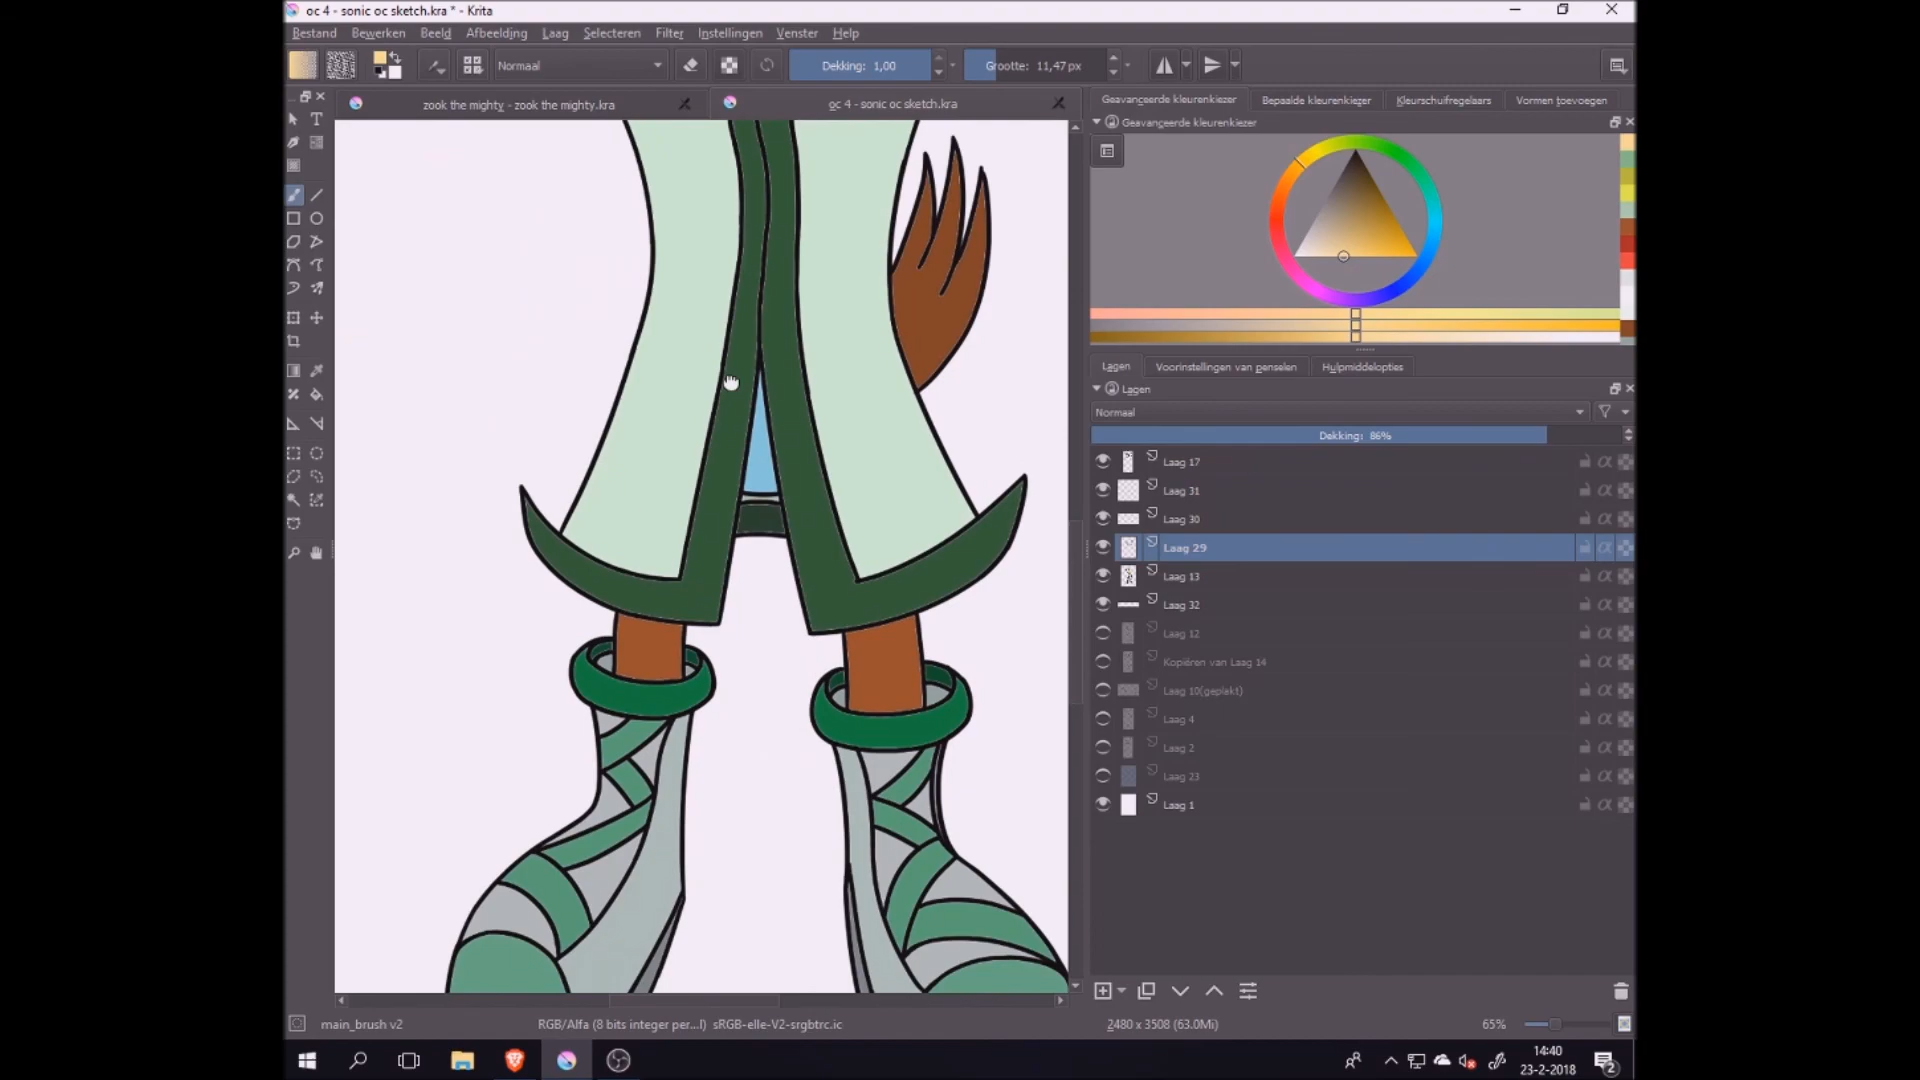 oc 4 - sonic oc sketch.kra * - Krita
Bestand Bewerken Beeld Afbeelding Laag Selecteren Filter Instellingen Venster Help
Normaal Dekking: 1,00 Grootte: 11,47 px
zook the mighty - zook the mighty.kra oc 4 - sonic oc sketch.kra
Geavanceerde kleurenkiezer Bepaalde kleurenkiezer Kleurschuifregelaars Vormen toevoegen
Geavanceerde kleurenkiezer
Lagen Voorinstellingen van penselen Hulpmiddelopties
Lagen
Normaal
Dekking: 86%
Laag 17
Laag 31
Laag 30
Laag 29
Laag 13
Laag 32
Laag 12
Kopiëren van Laag 14
Laag 10(geplakt)
Laag 4
Laag 2
Laag 23
Laag 1
main_brush v2 RGB/Alfa (8 bits integer per...l) sRGB-elle-V2-srgbtrc.ic 2480 x 3508 (63.0Mi) 65%
14:40
23-2-2018
2